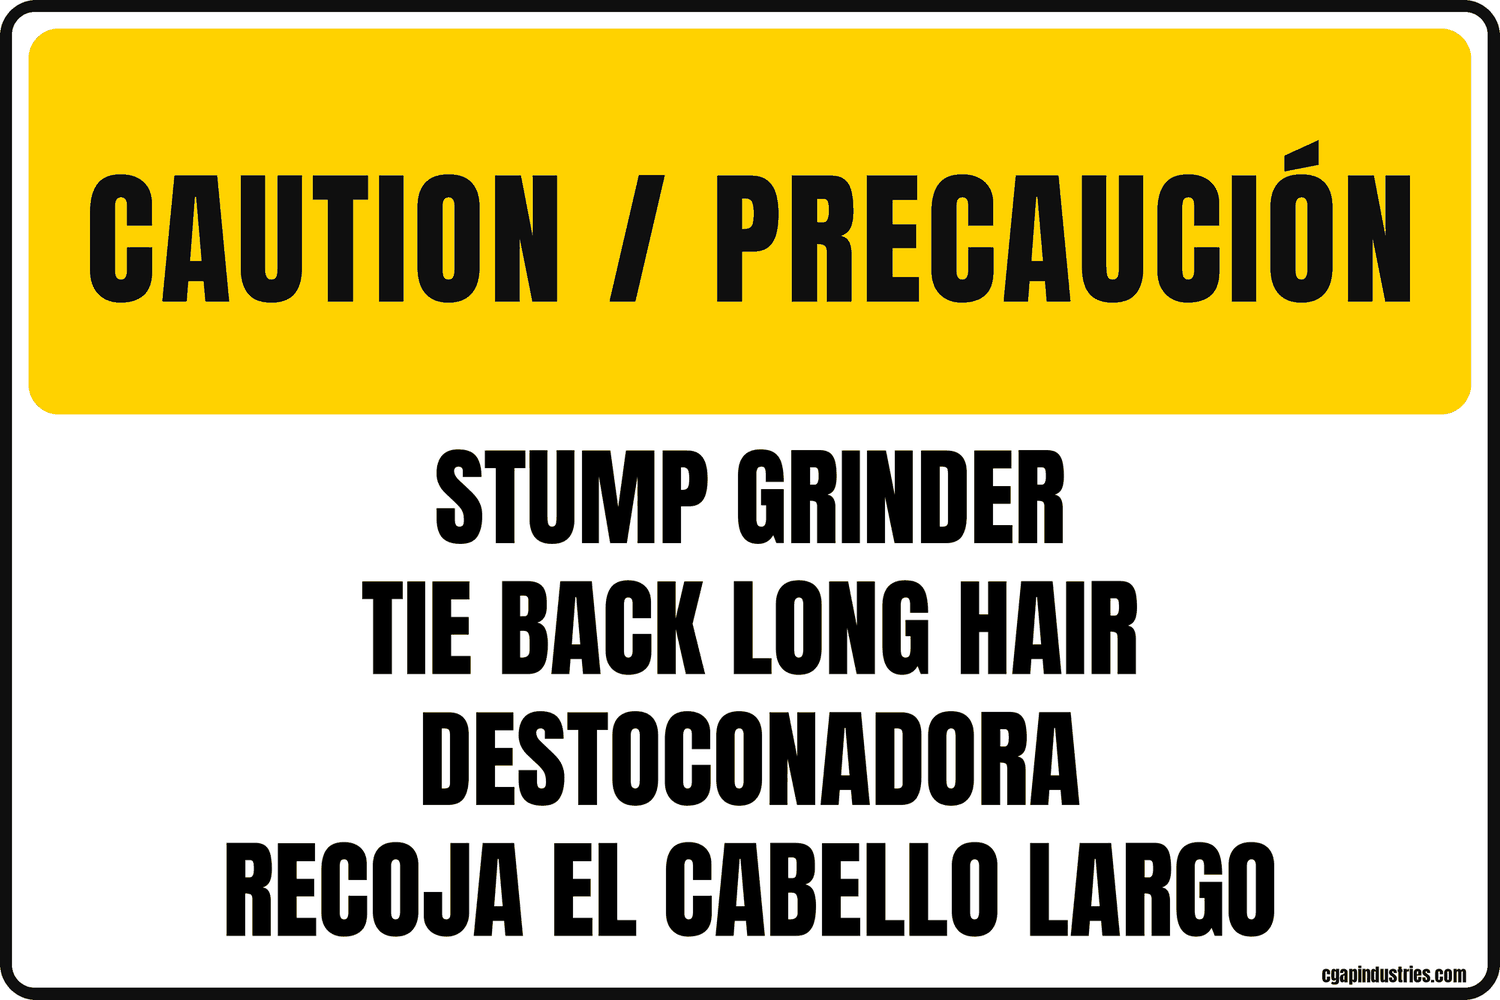 CAUTION / PRECAUCIÓN
STUMP GRINDER
TIE BACK LONG HAIR
DESTOCONADORA
RECOJA EL CABELLO LARGO
cgapindustries.com